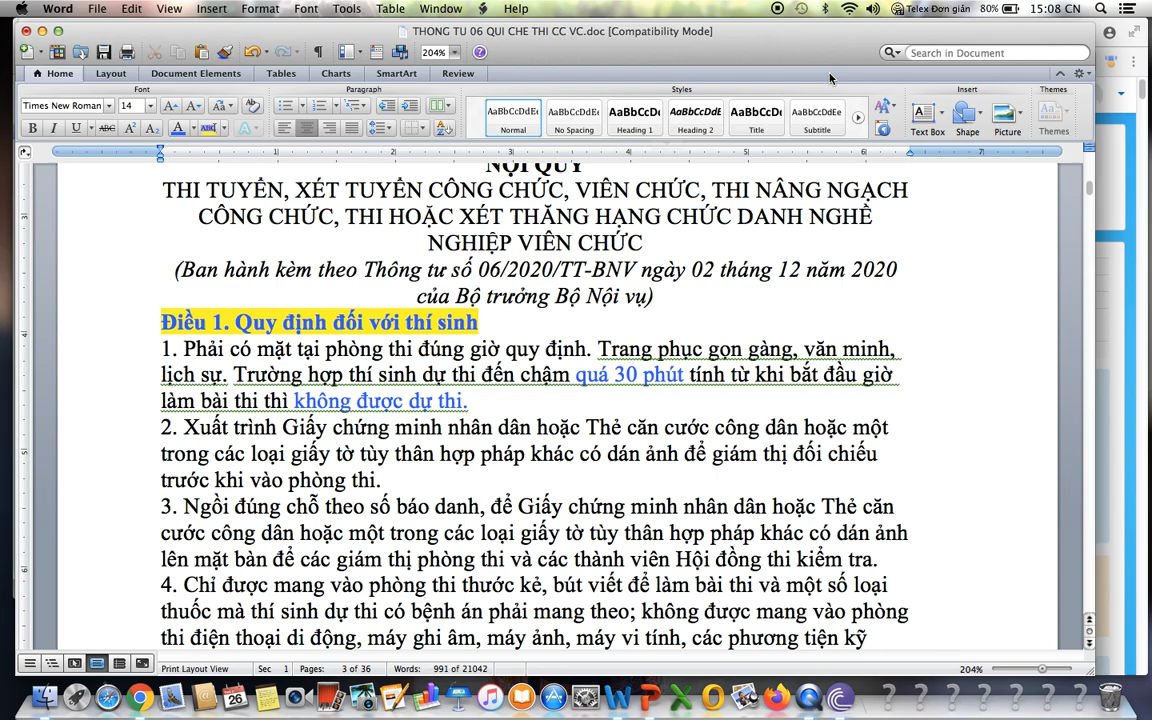 Word File Edit View Insert Format Font Tools Table Window Help Telex Đơn giản 80% 15:08 CN
THONG TU 06 QUI CHE THI CC VC.doc [Compatibility Mode]
204% Search in Document
Home Layout Document Elements Tables Charts SmartArt Review
Font Paragraph Styles Insert Themes
Times New Roman 14 Aa
B I U ABC A² A₂ A ABC A
AaBbCcDdEe AaBbCcDdEe AaBbCcD AaBbCcDdE AaBbCcDc AaBbCcDdEe
Normal No Spacing Heading 1 Heading 2 Title Subtitle Text Box Shape Picture Themes
1 2 3 4 5 6 7
NỘI QUY
THI TUYỂN, XÉT TUYỂN CÔNG CHỨC, VIÊN CHỨC, THI NÂNG NGẠCH
CÔNG CHỨC, THI HOẶC XÉT THĂNG HẠNG CHỨC DANH NGHỀ
NGHIỆP VIÊN CHỨC
(Ban hành kèm theo Thông tư số 06/2020/TT-BNV ngày 02 tháng 12 năm 2020
của Bộ trưởng Bộ Nội vụ)
Điều 1. Quy định đối với thí sinh
1. Phải có mặt tại phòng thi đúng giờ quy định. Trang phục gọn gàng, văn minh,
lịch sự. Trường hợp thí sinh dự thi đến chậm quá 30 phút tính từ khi bắt đầu giờ
làm bài thi thì không được dự thi.
2. Xuất trình Giấy chứng minh nhân dân hoặc Thẻ căn cước công dân hoặc một
trong các loại giấy tờ tùy thân hợp pháp khác có dán ảnh để giám thị đối chiếu
trước khi vào phòng thi.
3. Ngồi đúng chỗ theo số báo danh, để Giấy chứng minh nhân dân hoặc Thẻ căn
cước công dân hoặc một trong các loại giấy tờ tùy thân hợp pháp khác có dán ảnh
lên mặt bàn để các giám thị phòng thi và các thành viên Hội đồng thi kiểm tra.
4. Chỉ được mang vào phòng thi thước kẻ, bút viết để làm bài thi và một số loại
thuốc mà thí sinh dự thi có bệnh án phải mang theo; không được mang vào phòng
thi điện thoại di động, máy ghi âm, máy ảnh, máy vi tính, các phương tiện kỹ
Print Layout View Sec 1 Pages: 3 of 36 Words: 991 of 21042 204%
26